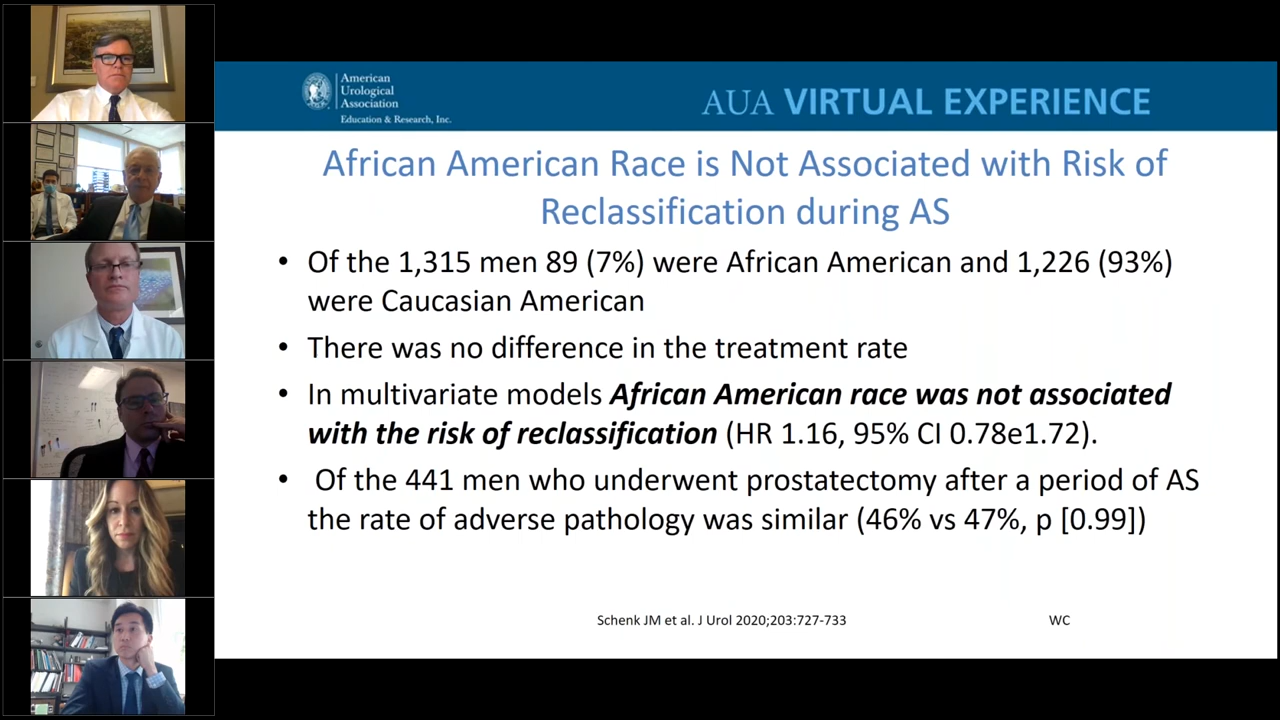 American
Urological
Association
Education & Research, Inc.
AUA VIRTUAL EXPERIENCE
African American Race is Not Associated with Risk of
Reclassification during AS
• Of the 1,315 men 89 (7%) were African American and 1,226 (93%)
were Caucasian American
• There was no difference in the treatment rate
• In multivariate models African American race was not associated
with the risk of reclassification (HR 1.16, 95% CI 0.78e1.72).
• Of the 441 men who underwent prostatectomy after a period of AS
the rate of adverse pathology was similar (46% vs 47%, p [0.99])
Schenk JM et al. J Urol 2020;203:727-733
WC